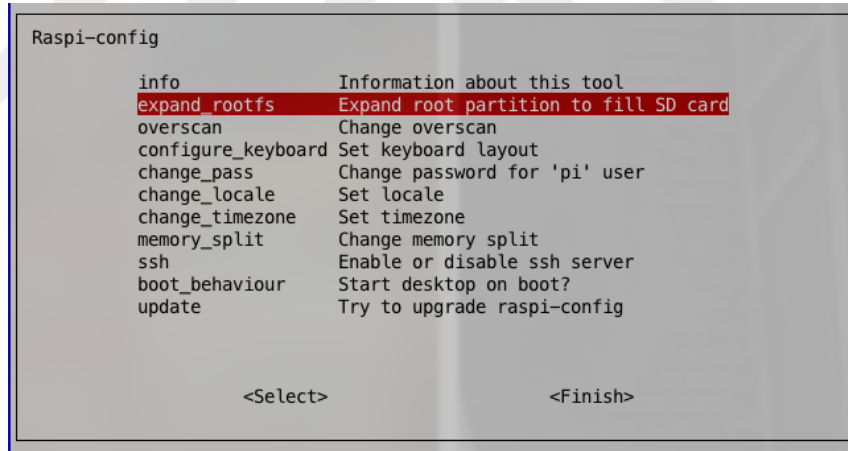 Raspi-config
info Information about this tool
expand_rootfs Expand root partition to fill SD card
overscan Change overscan
configure_keyboard Set keyboard layout
change_pass Change password for 'pi' user
change_locale Set locale
change_timezone Set timezone
memory_split Change memory split
ssh Enable or disable ssh server
boot_behaviour Start desktop on boot?
update Try to upgrade raspi-config
<Select> <Finish>